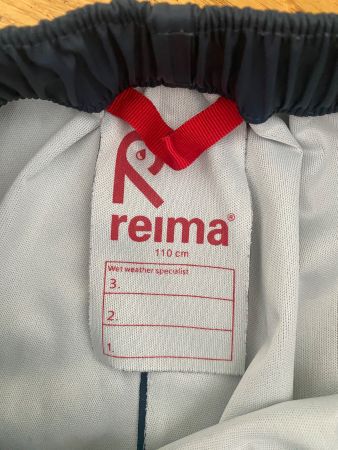 reima®
110 cm
Wet weather specialist
3.
2.
1.